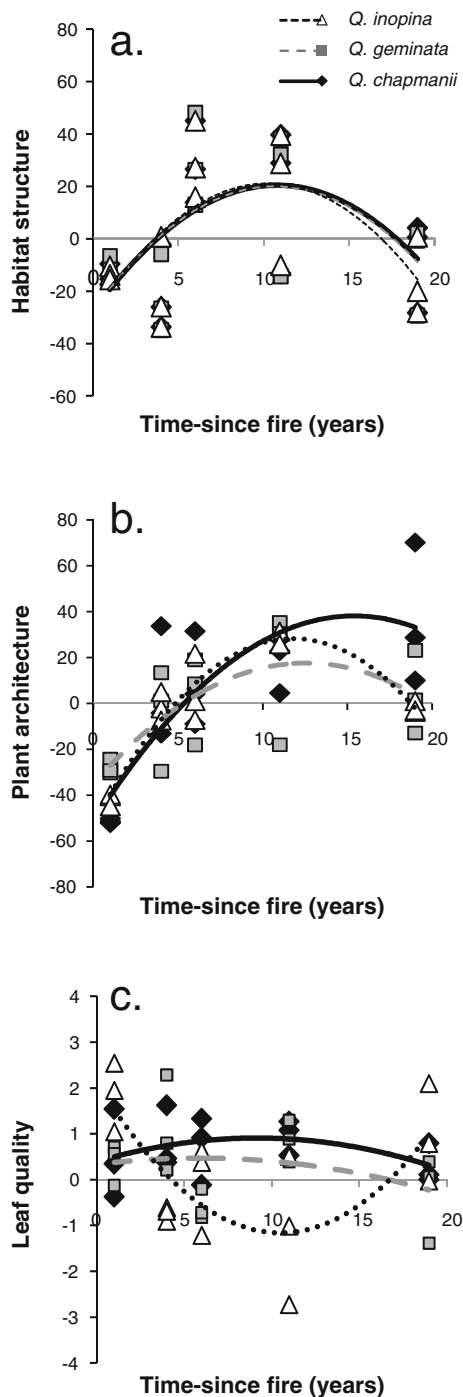 a.
Q. inopina
Q. geminata
Q. chapmanii
80
60
40
20
0
-20
-40
-60
0 5 10 15 20
Habitat structure
Time-since fire (years)
b.
80
60
40
20
0
-20
-40
-60
-80
0 5 10 15 20
Plant architecture
Time-since fire (years)
c.
4
3
2
1
0
-1
-2
-3
-4
0 5 10 15 20
Leaf quality
Time-since fire (years)